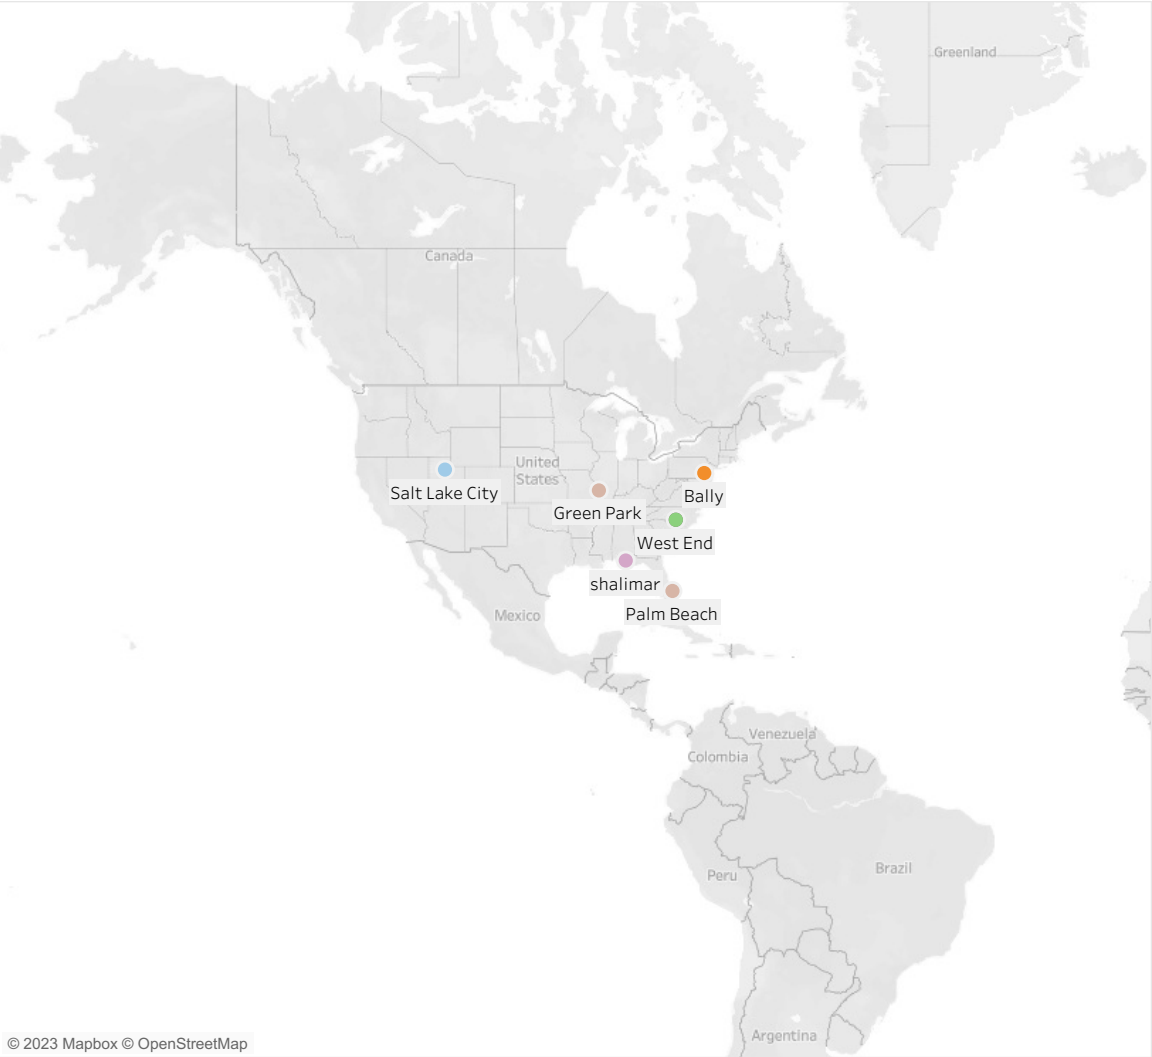 Greenland
Canada
United
States
Salt Lake City
Green Park
Bally
West End
shalimar
Palm Beach
Mexico
Venezuela
Colombia
Peru
Brazil
Argentina
© 2023 Mapbox © OpenStreetMap